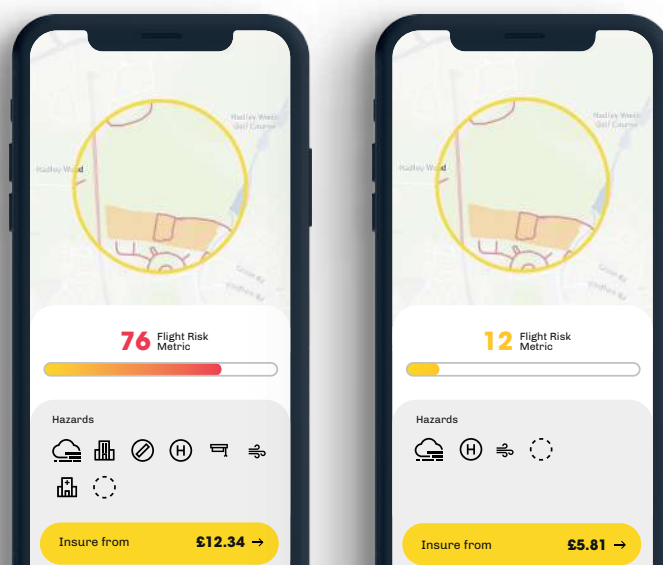 Hadley Wood
Golf Course
Hadley Wood
76 Flight Risk
Metric
Hazards
H
Insure from £12.34 →
Hadley Wood
Golf Course
Hadley Wood
12 Flight Risk
Metric
Hazards
H
Insure from £5.81 →